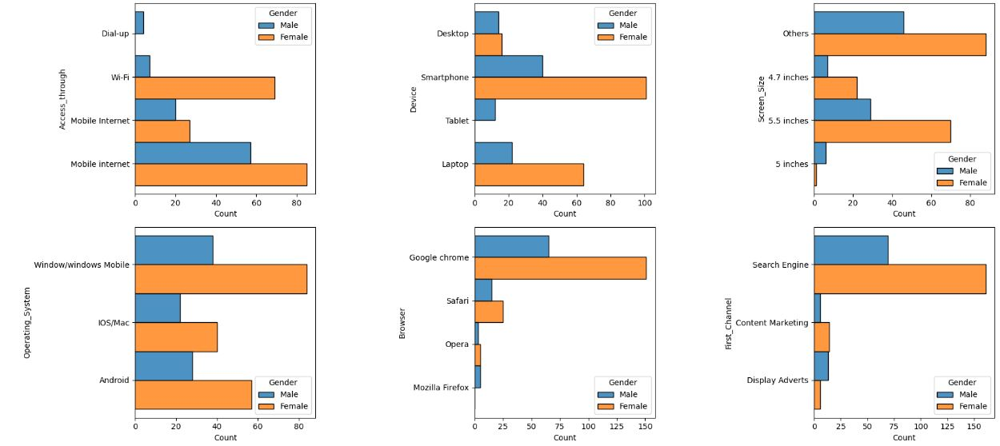 Access_through
Dial-up
Wi-Fi
Mobile Internet
Mobile internet
0 20 40 60 80
Count
Gender
Male
Female
Device
Desktop
Smartphone
Tablet
Laptop
0 20 40 60 80 100
Count
Gender
Male
Female
Screen_Size
Others
4.7 inches
5.5 inches
5 inches
0 20 40 60 80
Count
Gender
Male
Female
Operating_System
Window/windows Mobile
IOS/Mac
Android
0 20 40 60 80
Count
Gender
Male
Female
Browser
Google chrome
Safari
Opera
Mozilla Firefox
0 25 50 75 100 125 150
Count
Gender
Male
Female
First_Channel
Search Engine
Content Marketing
Display Adverts
0 25 50 75 100 125 150
Count
Gender
Male
Female